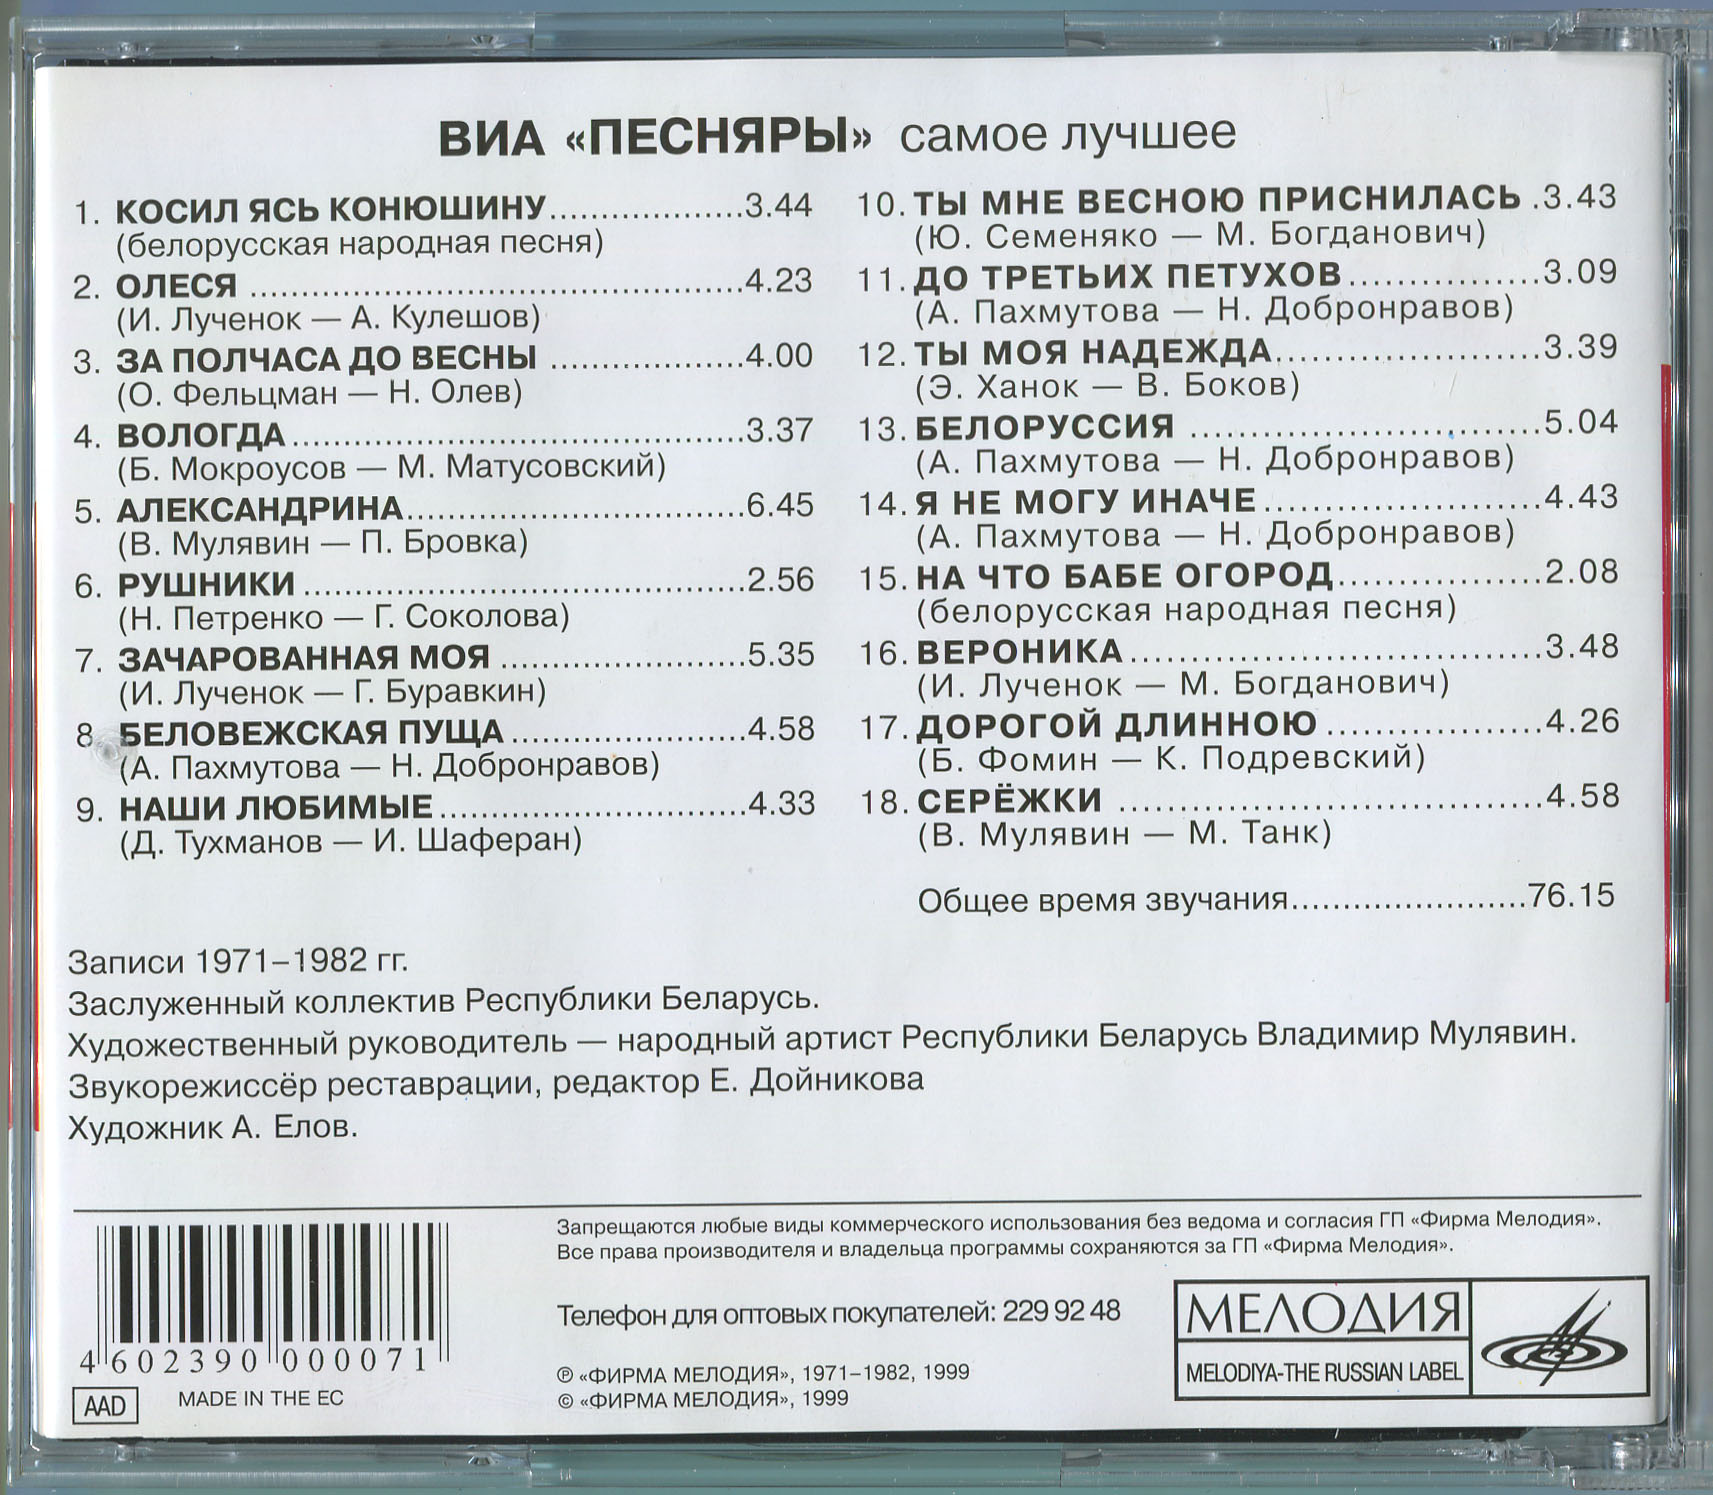 ВИА «ПЕСНЯРЫ» самое лучшее
1. КОСИЛ ЯСЬ КОНЮШИНУ...................3.44
(белорусская народная песня)
2. ОЛЕСЯ ................................................4.23
(И. Лученок — А. Кулешов)
3. ЗА ПОЛЧАСА ДО ВЕСНЫ ...................4.00
(О. Фельцман — Н. Олев)
4. ВОЛОГДА............................................3.37
(Б. Мокроусов — М. Матусовский)
5. АЛЕКСАНДРИНА.................................6.45
(В. Мулявин — П. Бровка)
6. РУШНИКИ ...........................................2.56
(Н. Петренко — Г. Соколова)
7. ЗАЧАРОВАННАЯ МОЯ ........................5.35
(И. Лученок — Г. Буравкин)
8. БЕЛОВЕЖСКАЯ ПУЩА .......................4.58
(А. Пахмутова — Н. Добронравов)
9. НАШИ ЛЮБИМЫЕ..............................4.33
(Д. Тухманов — И. Шаферан)
10. ТЫ МНЕ ВЕСНОЮ ПРИСНИЛАСЬ .3.43
(Ю. Семеняко — М. Богданович)
11. ДО ТРЕТЬИХ ПЕТУХОВ................3.09
(А. Пахмутова — Н. Добронравов)
12. ТЫ МОЯ НАДЕЖДА......................3.39
(Э. Ханок — В. Боков)
13. БЕЛОРУССИЯ .............................5.04
(А. Пахмутова — Н. Добронравов)
14. Я НЕ МОГУ ИНАЧЕ.......................4.43
(А. Пахмутова — Н. Добронравов)
15. НА ЧТО БАБЕ ОГОРОД.................2.08
(белорусская народная песня)
16. ВЕРОНИКА..................................3.48
(И. Лученок — М. Богданович)
17. ДОРОГОЙ ДЛИННОЮ ..................4.26
(Б. Фомин — К. Подревский)
18. СЕРЁЖКИ ...................................4.58
(В. Мулявин — М. Танк)
Общее время звучания.......................76.15
Записи 1971–1982 гг.
Заслуженный коллектив Республики Беларусь.
Художественный руководитель — народный артист Республики Беларусь Владимир Мулявин.
Звукорежиссёр реставрации, редактор Е. Дойникова
Художник А. Елов.
Запрещаются любые виды коммерческого использования без ведома и согласия ГП «Фирма Мелодия».
Все права производителя и владельца программы сохраняются за ГП «Фирма Мелодия».
Телефон для оптовых покупателей: 229 92 48
℗ «ФИРМА МЕЛОДИЯ», 1971–1982, 1999
© «ФИРМА МЕЛОДИЯ», 1999
4 602390 000071
AAD
MADE IN THE EC
МЕЛОДИЯ
MELODIYA-THE RUSSIAN LABEL